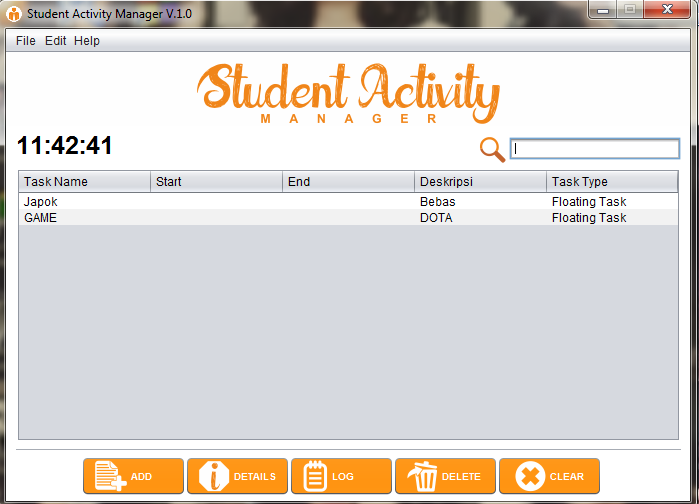 Student Activity Manager V.1.0
File Edit Help
Student Activity
MANAGER
11:42:41
Task Name Start End Deskripsi Task Type
Japok Bebas Floating Task
GAME DOTA Floating Task
ADD DETAILS LOG DELETE CLEAR